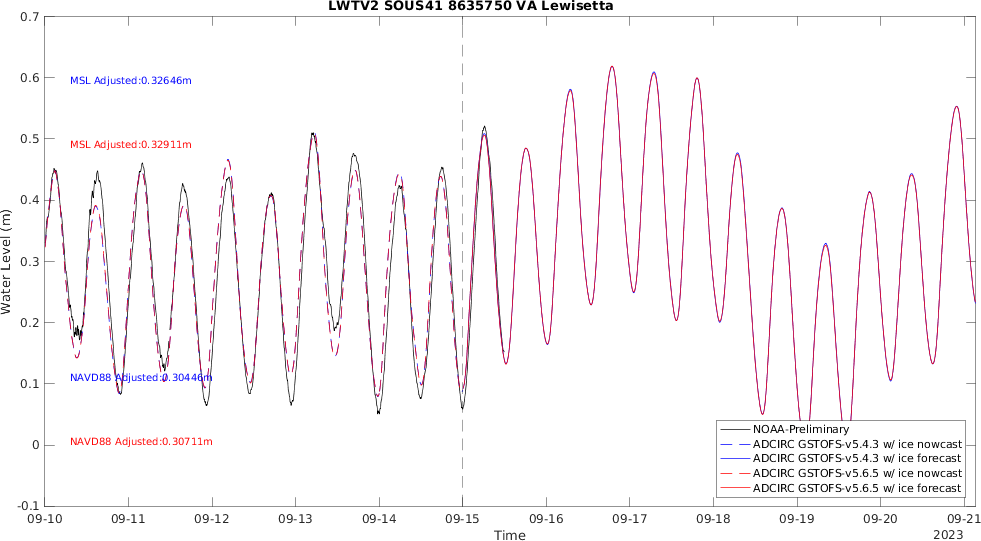 LWTV2 SOUS41 8635750 VA Lewisetta
0.7
0.6
0.5
0.4
0.3
0.2
0.1
0
-0.1
Water Level (m)
MSL Adjusted:0.32646m
MSL Adjusted:0.32911m
NAVD88 Adjusted:0.30446m
NAVD88 Adjusted:0.30711m
NOAA-Preliminary
ADCIRC GSTOFS-v5.4.3 w/ ice nowcast
ADCIRC GSTOFS-v5.4.3 w/ ice forecast
ADCIRC GSTOFS-v5.6.5 w/ ice nowcast
ADCIRC GSTOFS-v5.6.5 w/ ice forecast
09-10 09-11 09-12 09-13 09-14 09-15 09-16 09-17 09-18 09-19 09-20 09-21
Time
2023